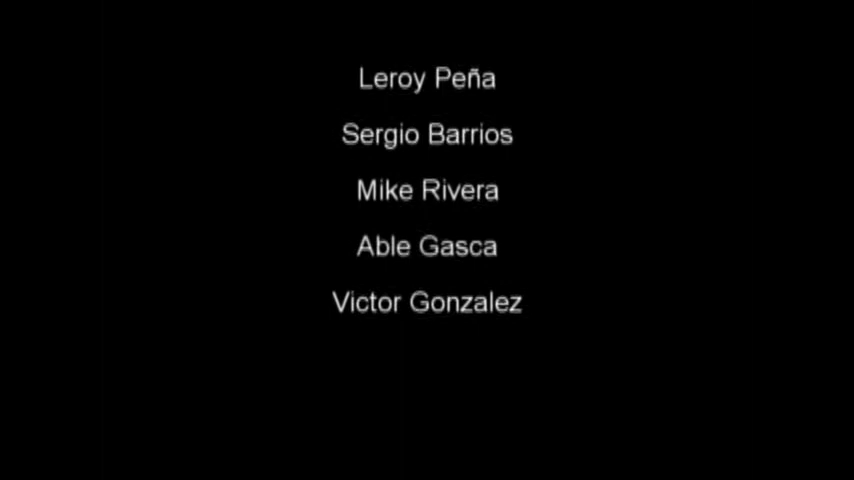 Leroy Peña
Sergio Barrios
Mike Rivera
Able Gasca
Victor Gonzalez